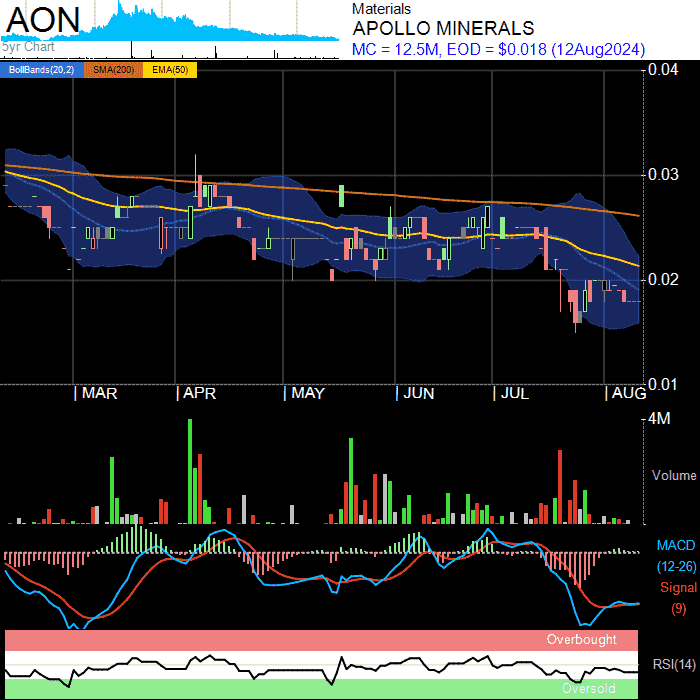 AON
5yr Chart
Materials
APOLLO MINERALS
MC = 12.5M, EOD = $0.018 (12Aug2024)
BollBands(20,2) SMA(200) EMA(50)
0.04
0.03
0.02
0.01
| MAR | APR | MAY | JUN | JUL | AUG
4M
Volume
MACD
(12-26)
Signal
(9)
Overbought
RSI(14)
Oversold